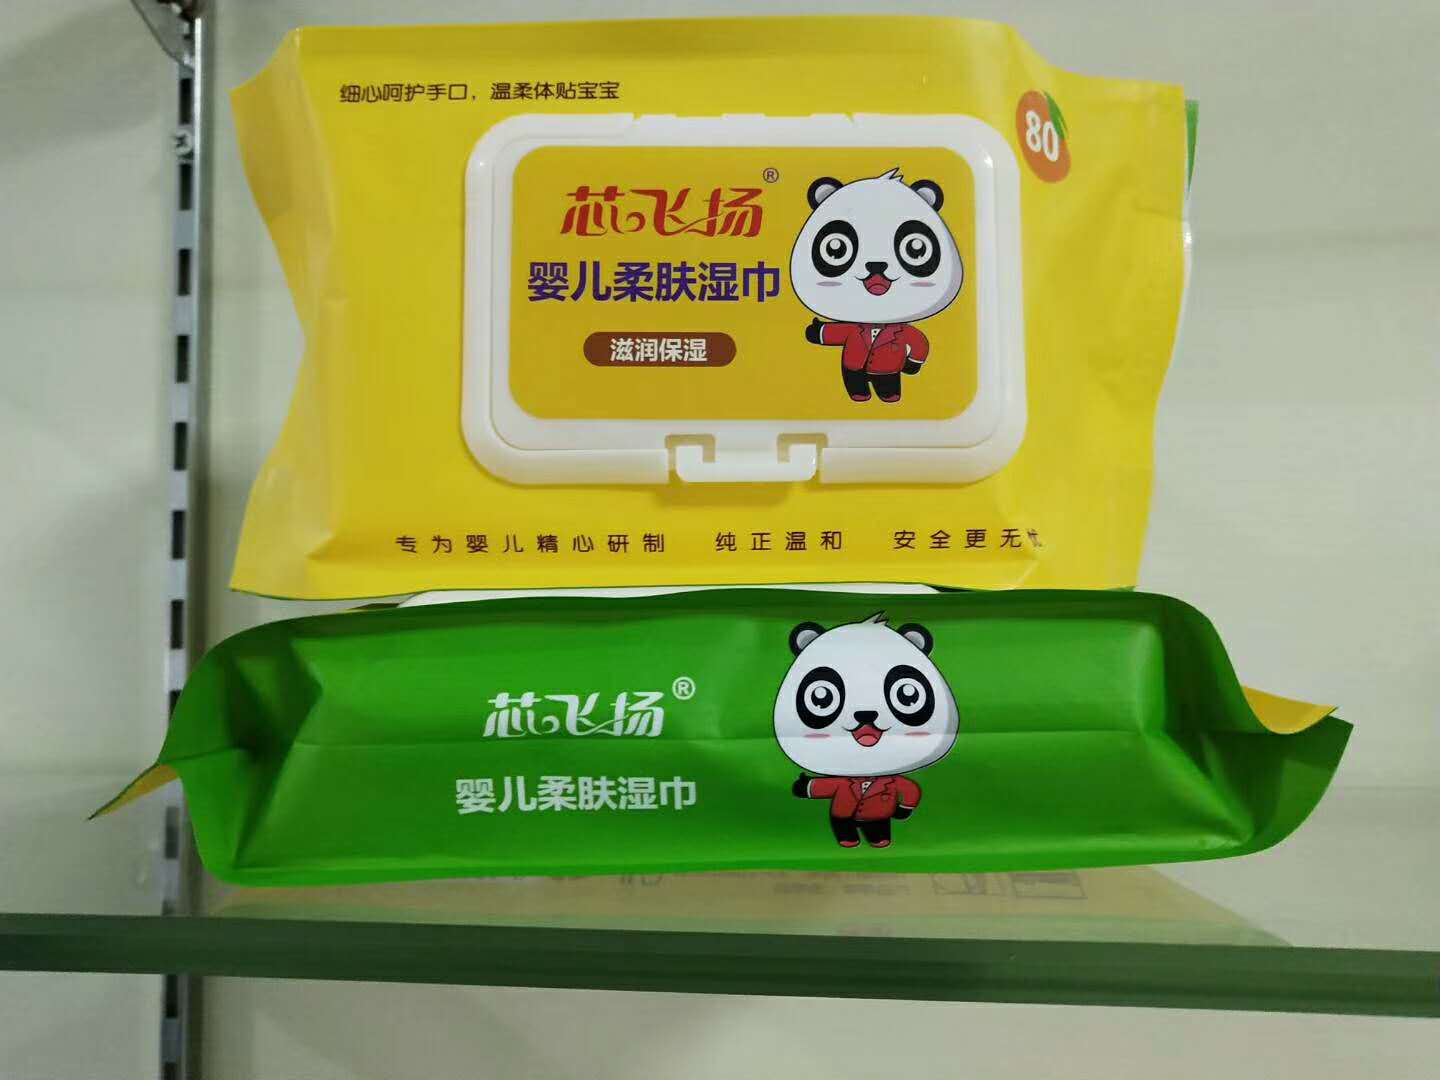 细心呵护手口，温柔体贴宝宝
80
芯飞扬®
婴儿柔肤湿巾
滋润保湿
专为婴儿精心研制 纯正温和 安全更无忧
芯飞扬®
婴儿柔肤湿巾